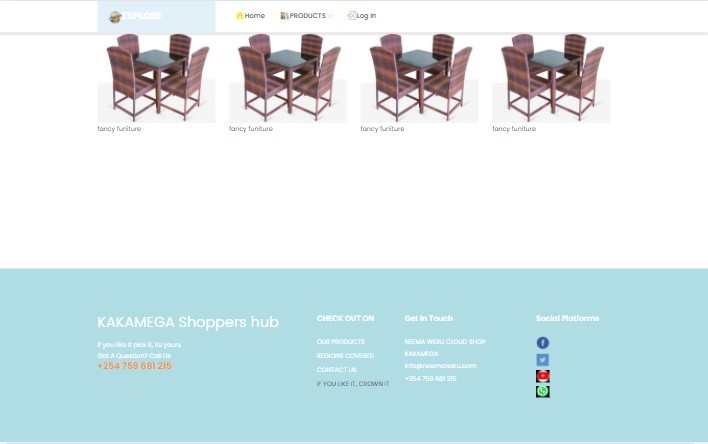 EXPLORE
Home
PRODUCTS
Log In
fancy funiture
fancy funiture
fancy funiture
fancy funiture
KAKAMEGA Shoppers hub
if you like it pick it, its yours
Got A Question? Call Us
+254 759 681 215
CHECK OUT ON
OUR PRODUCTS
REGIONS COVERED
CONTACT US
IF YOU LIKE IT, CROWN IT
Get In Touch
NEEMA WERU CLOUD SHOP
KAKAMEGA
info@neemaweru.com
+254 759 681 215
Social Platforms